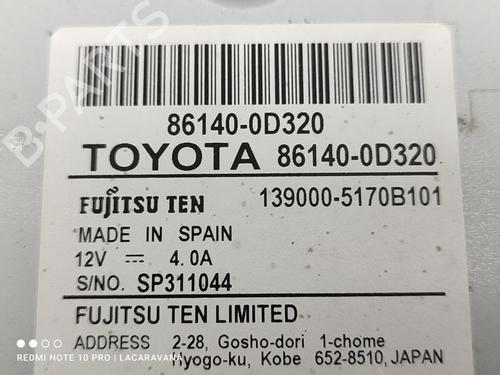 86140-0D320
TOYOTA 86140-0D320
FUJITSU TEN 139000-5170B101
MADE IN SPAIN
12V 4.0A
S/NO. SP311044
FUJITSU TEN LIMITED
ADDRESS 2-28, Gosho-dori 1-chome
Hyogo-ku, Kobe 652-8510, JAPAN
REDMI NOTE 10 PRO | LACARAVANA
B-PARTS